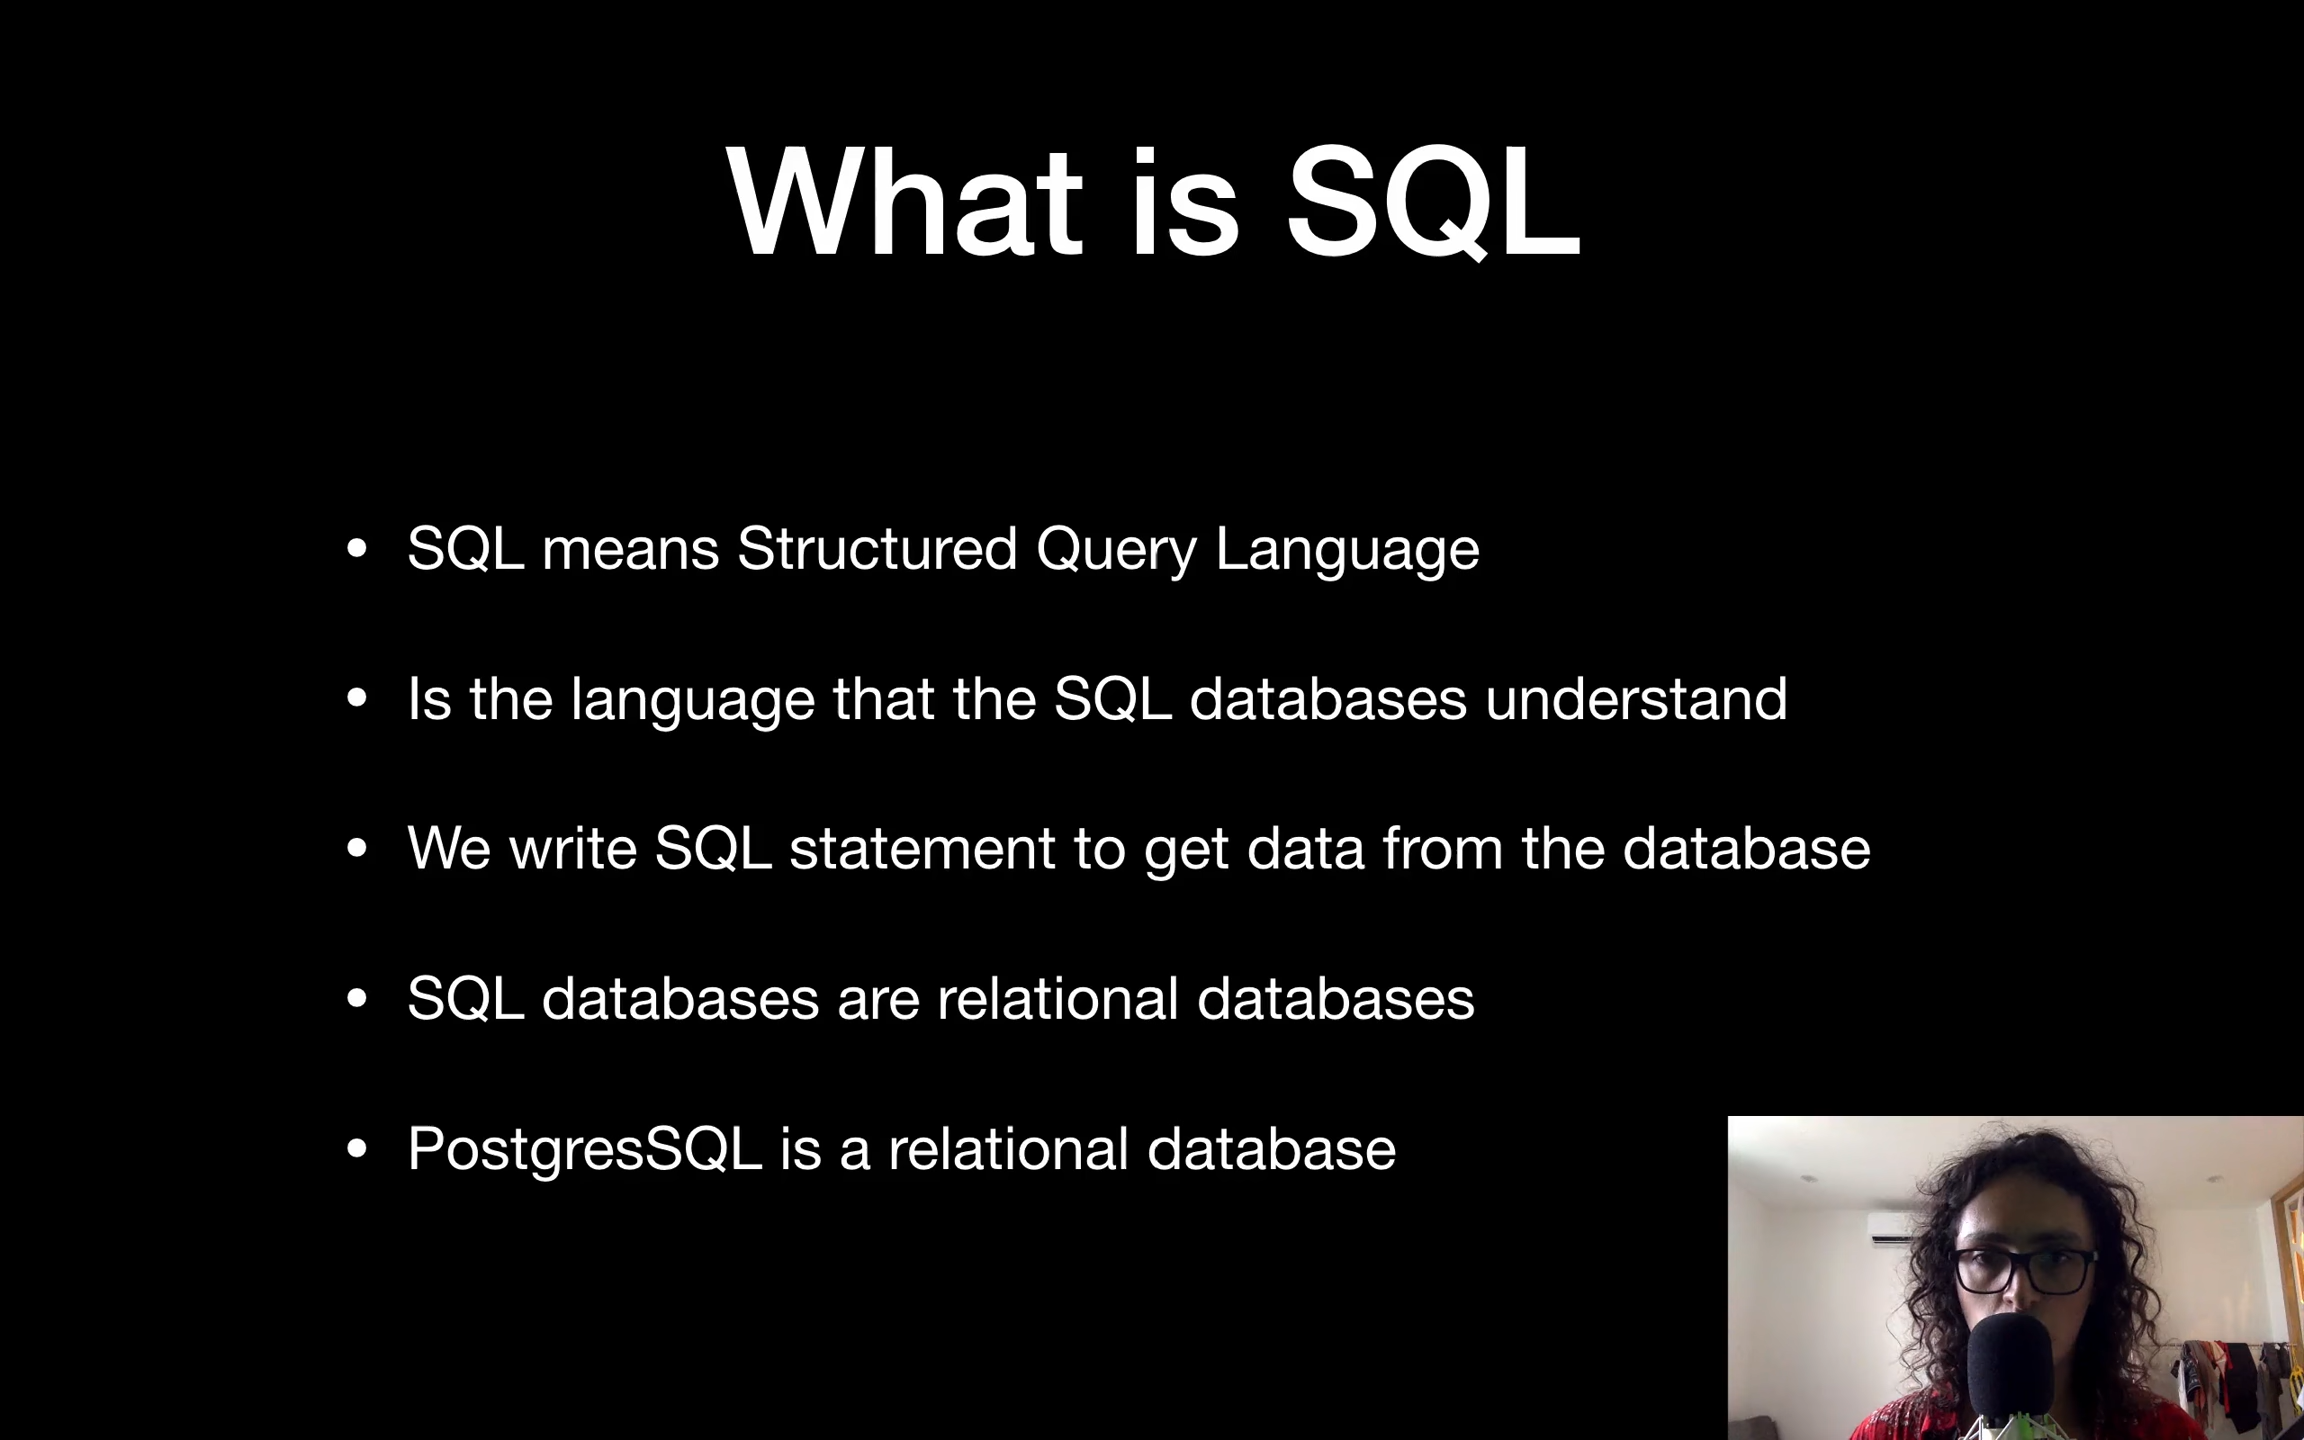 What is SQL
• SQL means Structured Query Language
• Is the language that the SQL databases understand
• We write SQL statement to get data from the database
• SQL databases are relational databases
• PostgresSQL is a relational database